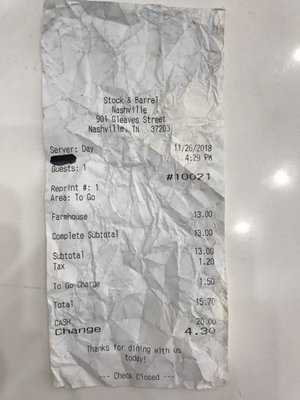 Stock & Barrel
Nashville
901 Gleaves Street
Nashville, TN 37203
Server: Day 11/26/2018
4:29 PM
Guests: 1 #10021
Reprint #: 1
Area: To Go
Farmhouse 13.00
Complete Subtotal 13.00
Subtotal 13.00
Tax 1.20
To Go Charge 1.50
Total 15.70
CASH 20.00
Change 4.30
Thanks for dining with us
today!
--- Check Closed ---